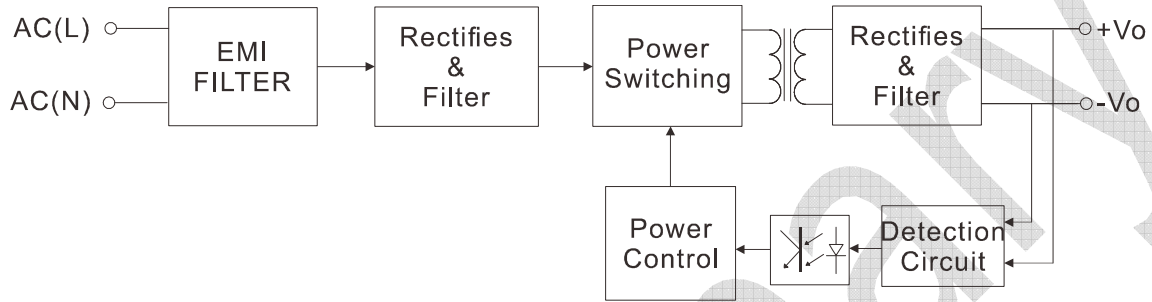 AC(L)
AC(N)
EMI
FILTER
Rectifies
&
Filter
Power
Switching
Rectifies
&
Filter
+Vo
-Vo
Power
Control
Detection
Circuit